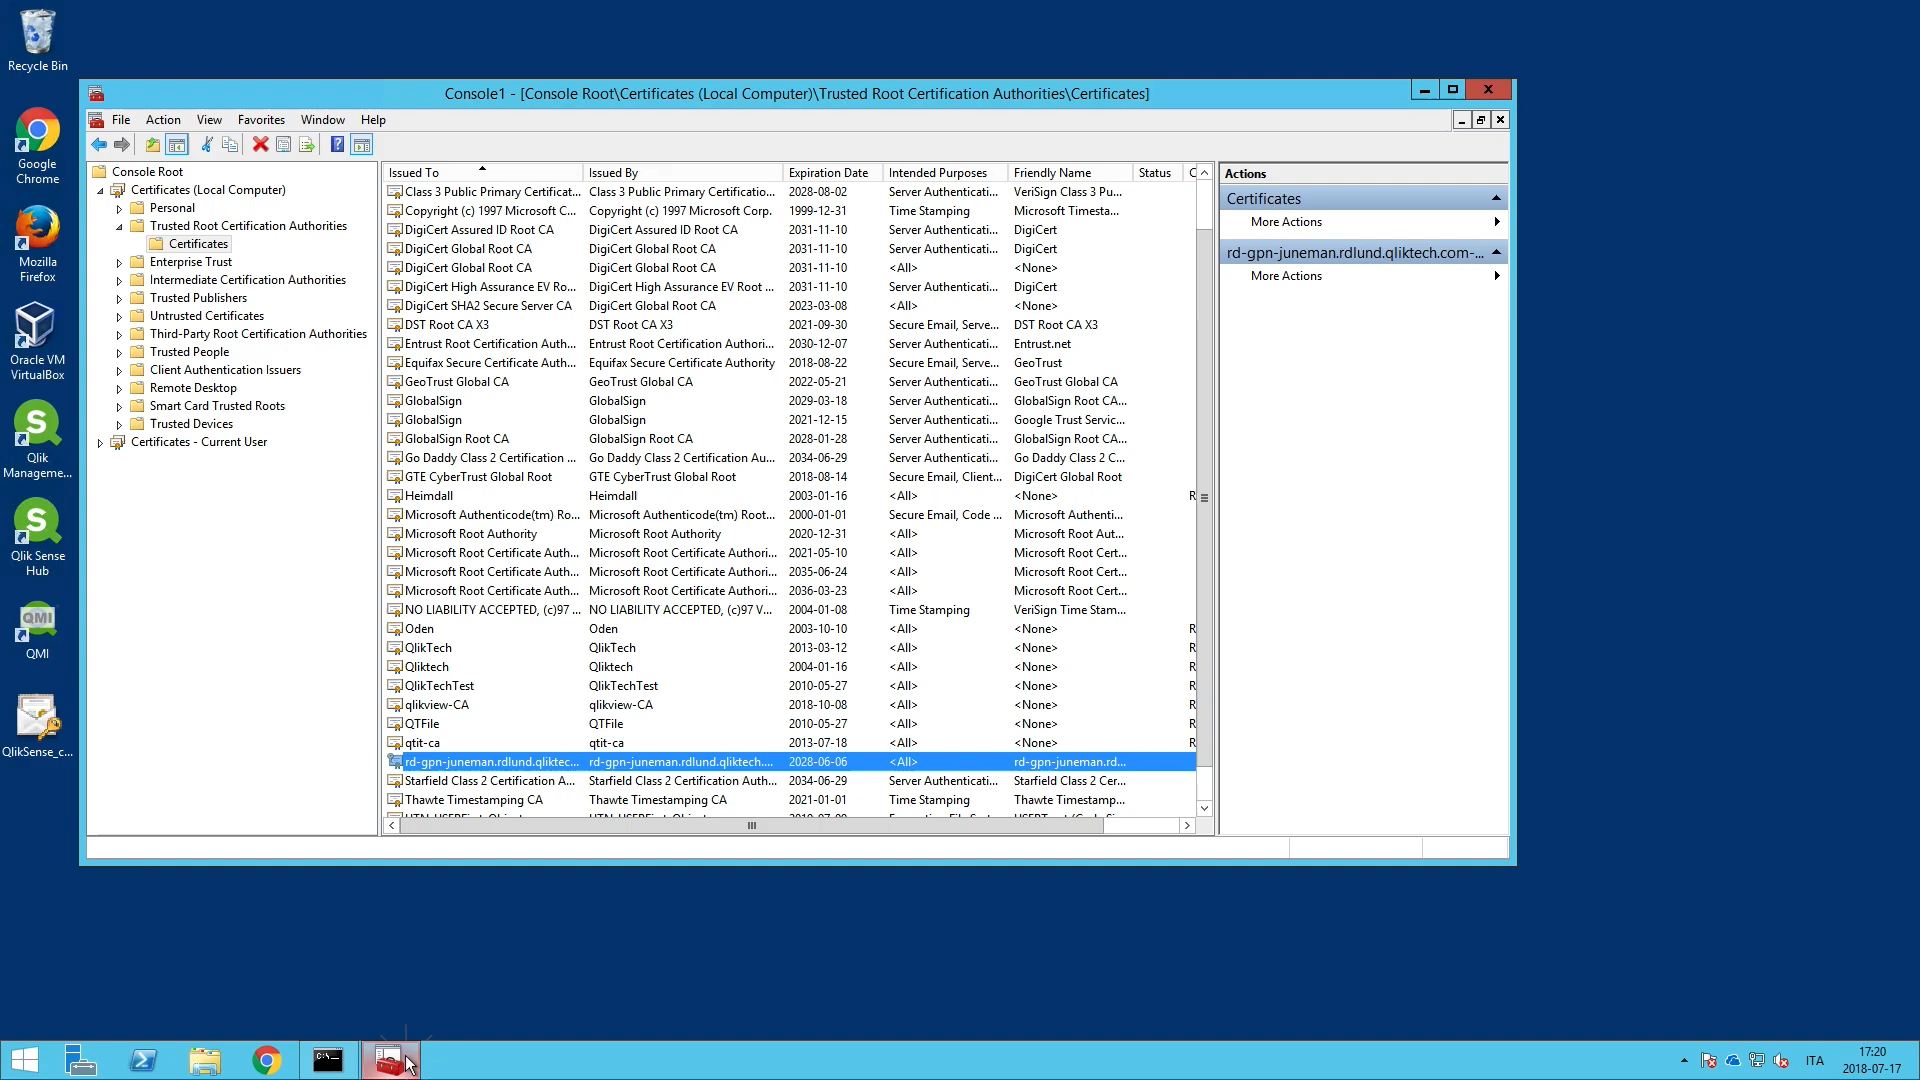 Recycle Bin
Google
Chrome
Mozilla
Firefox
Oracle VM
VirtualBox
Qlik
Manageme...
Qlik Sense
Hub
QMI
QMI
QlikSense_c...
Console1 - [Console Root\Certificates (Local Computer)\Trusted Root Certification Authorities\Certificates]
File Action View Favorites Window Help
Console Root
Certificates (Local Computer)
Personal
Trusted Root Certification Authorities
Certificates
Enterprise Trust
Intermediate Certification Authorities
Trusted Publishers
Untrusted Certificates
Third-Party Root Certification Authorities
Trusted People
Client Authentication Issuers
Remote Desktop
Smart Card Trusted Roots
Trusted Devices
Certificates - Current User
Issued To Issued By Expiration Date Intended Purposes Friendly Name Status C
Class 3 Public Primary Certificat... Class 3 Public Primary Certificatio... 2028-08-02 Server Authenticati... VeriSign Class 3 Pu...
Copyright (c) 1997 Microsoft C... Copyright (c) 1997 Microsoft Corp. 1999-12-31 Time Stamping Microsoft Timesta...
DigiCert Assured ID Root CA DigiCert Assured ID Root CA 2031-11-10 Server Authenticati... DigiCert
DigiCert Global Root CA DigiCert Global Root CA 2031-11-10 Server Authenticati... DigiCert
DigiCert Global Root CA DigiCert Global Root CA 2031-11-10 <All> <None>
DigiCert High Assurance EV Ro... DigiCert High Assurance EV Root ... 2031-11-10 Server Authenticati... DigiCert
DigiCert SHA2 Secure Server CA DigiCert Global Root CA 2023-03-08 <All> <None>
DST Root CA X3 DST Root CA X3 2021-09-30 Secure Email, Serve... DST Root CA X3
Entrust Root Certification Auth... Entrust Root Certification Authori... 2030-12-07 Server Authenticati... Entrust.net
Equifax Secure Certificate Auth... Equifax Secure Certificate Authority 2018-08-22 Secure Email, Serve... GeoTrust
GeoTrust Global CA GeoTrust Global CA 2022-05-21 Server Authenticati... GeoTrust Global CA
GlobalSign GlobalSign 2029-03-18 Server Authenticati... GlobalSign Root CA...
GlobalSign GlobalSign 2021-12-15 Server Authenticati... Google Trust Servic...
GlobalSign Root CA GlobalSign Root CA 2028-01-28 Server Authenticati... GlobalSign Root CA...
Go Daddy Class 2 Certification ... Go Daddy Class 2 Certification Au... 2034-06-29 Server Authenticati... Go Daddy Class 2 C...
GTE CyberTrust Global Root GTE CyberTrust Global Root 2018-08-14 Secure Email, Client... DigiCert Global Root
Heimdall Heimdall 2003-01-16 <All> <None> R
Microsoft Authenticode(tm) Ro... Microsoft Authenticode(tm) Root... 2000-01-01 Secure Email, Code ... Microsoft Authenti...
Microsoft Root Authority Microsoft Root Authority 2020-12-31 <All> Microsoft Root Aut...
Microsoft Root Certificate Auth... Microsoft Root Certificate Authori... 2021-05-10 <All> Microsoft Root Cert...
Microsoft Root Certificate Auth... Microsoft Root Certificate Authori... 2035-06-24 <All> Microsoft Root Cert...
Microsoft Root Certificate Auth... Microsoft Root Certificate Authori... 2036-03-23 <All> Microsoft Root Cert...
NO LIABILITY ACCEPTED, (c)97 ... NO LIABILITY ACCEPTED, (c)97 V... 2004-01-08 Time Stamping VeriSign Time Stam...
Oden Oden 2003-10-10 <All> <None> R
QlikTech QlikTech 2013-03-12 <All> <None> R
Qliktech Qliktech 2004-01-16 <All> <None> R
QlikTechTest QlikTechTest 2010-05-27 <All> <None> R
qlikview-CA qlikview-CA 2018-10-08 <All> <None> R
QTFile QTFile 2010-05-27 <All> <None> R
qtit-ca qtit-ca 2013-07-18 <All> <None> R
rd-gpn-juneman.rdlund.qliktec... rd-gpn-juneman.rdlund.qliktech.... 2028-06-06 <All> rd-gpn-juneman.rd...
Starfield Class 2 Certification A... Starfield Class 2 Certification Auth... 2034-06-29 Server Authenticati... Starfield Class 2 Cer...
Thawte Timestamping CA Thawte Timestamping CA 2021-01-01 Time Stamping Thawte Timestamp...
Actions
Certificates
More Actions
rd-gpn-juneman.rdlund.qliktech.com-...
More Actions
ITA
17:20
2018-07-17